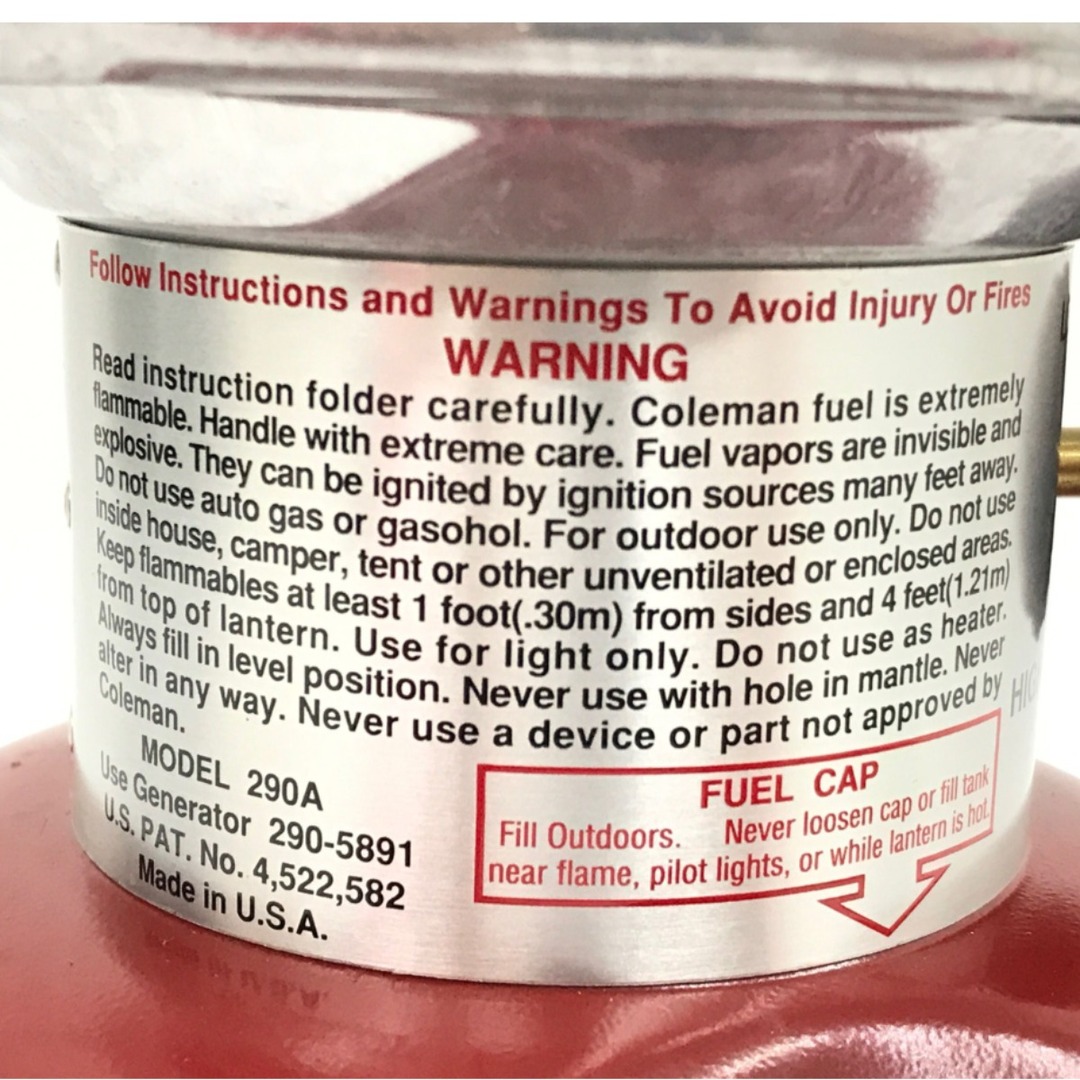 Follow Instructions and Warnings To Avoid Injury Or Fires
WARNING
Read instruction folder carefully. Coleman fuel is extremely
flammable. Handle with extreme care. Fuel vapors are invisible and
explosive. They can be ignited by ignition sources many feet away.
Do not use auto gas or gasohol. For outdoor use only. Do not use
inside house, camper, tent or other unventilated or enclosed areas.
Keep flammables at least 1 foot(.30m) from sides and 4 feet(1.21m)
from top of lantern. Use for light only. Do not use as heater.
Always fill in level position. Never use with hole in mantle. Never
alter in any way. Never use a device or part not approved by
Coleman.
MODEL 290A
Use Generator 290-5891
U.S. PAT. No. 4,522,582
Made in U.S.A.
FUEL CAP
Fill Outdoors. Never loosen cap or fill tank
near flame, pilot lights, or while lantern is hot.